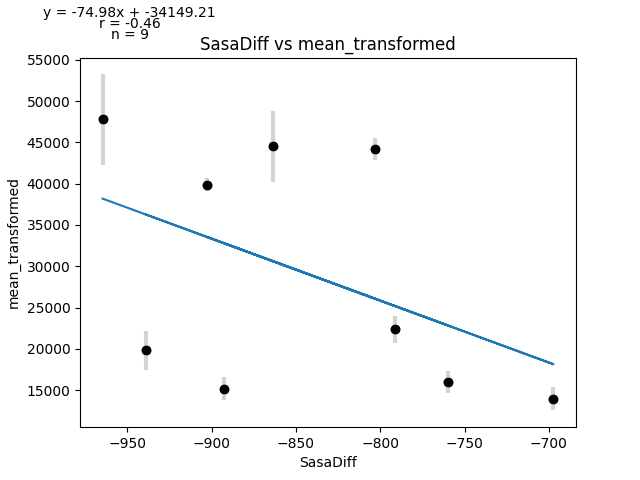 y = -74.98x + -34149.21
r = -0.46
n = 9
SasaDiff vs mean_transformed
55000
50000
45000
40000
35000
30000
25000
20000
15000
mean_transformed
−950
−900
−850
−800
−750
−700
SasaDiff